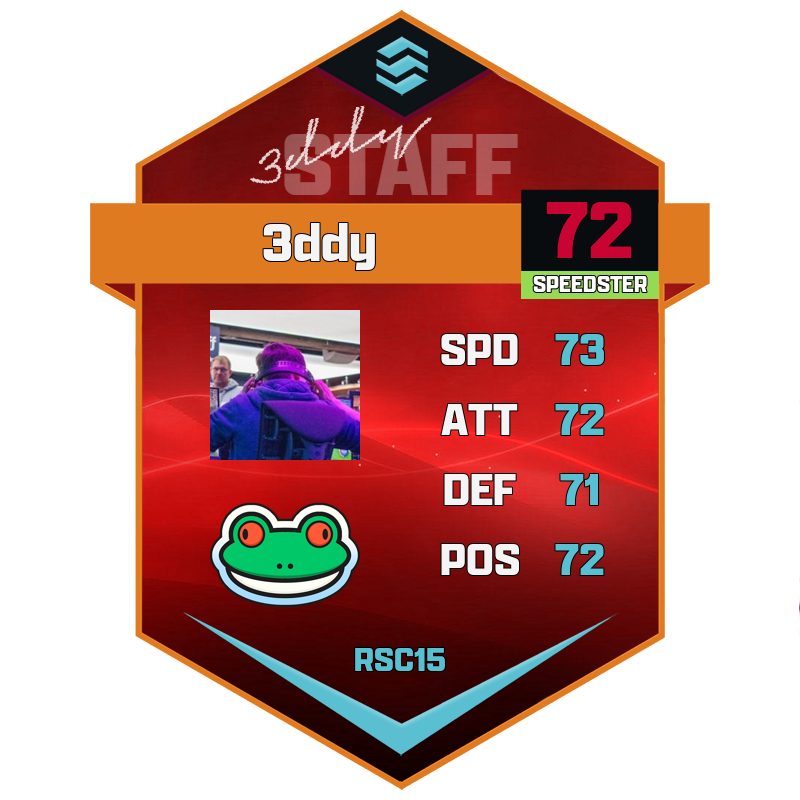 3ddy
STAFF
3ddy
72
SPEEDSTER
SPD 73
ATT 72
DEF 71
POS 72
RSC15